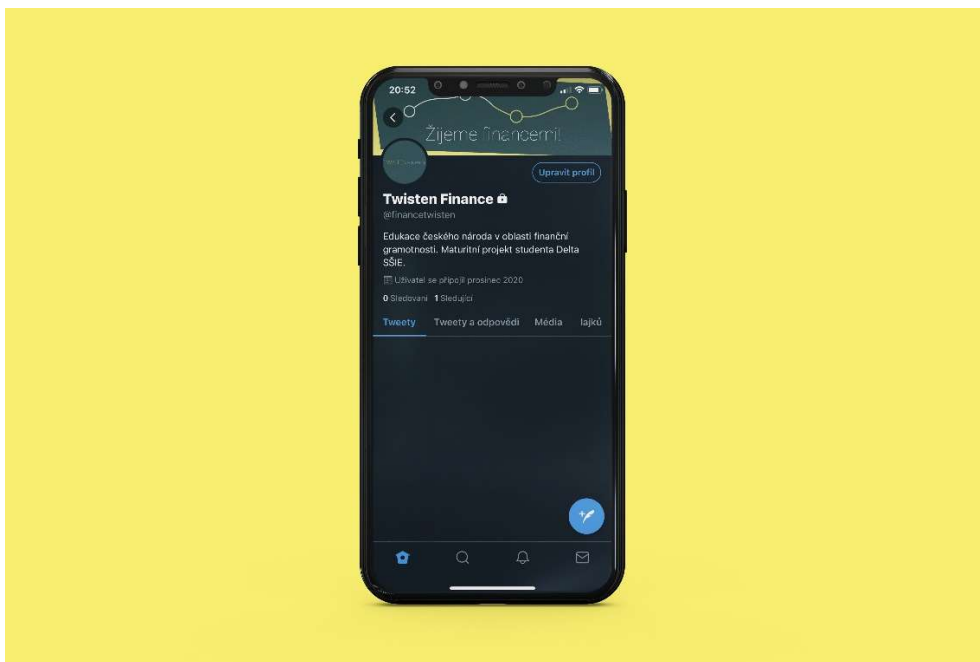 20:52
Žijeme financemi!
Upravit profil
Twisten Finance
@financetwisten
Edukace českého národa v oblasti finanční
gramotnosti. Maturitní projekt studenta Delta
SŠIE.
Uživatel se připojil prosinec 2020
0 Sledovaní 1 Sledující
Tweety Tweety a odpovědi Média lajků